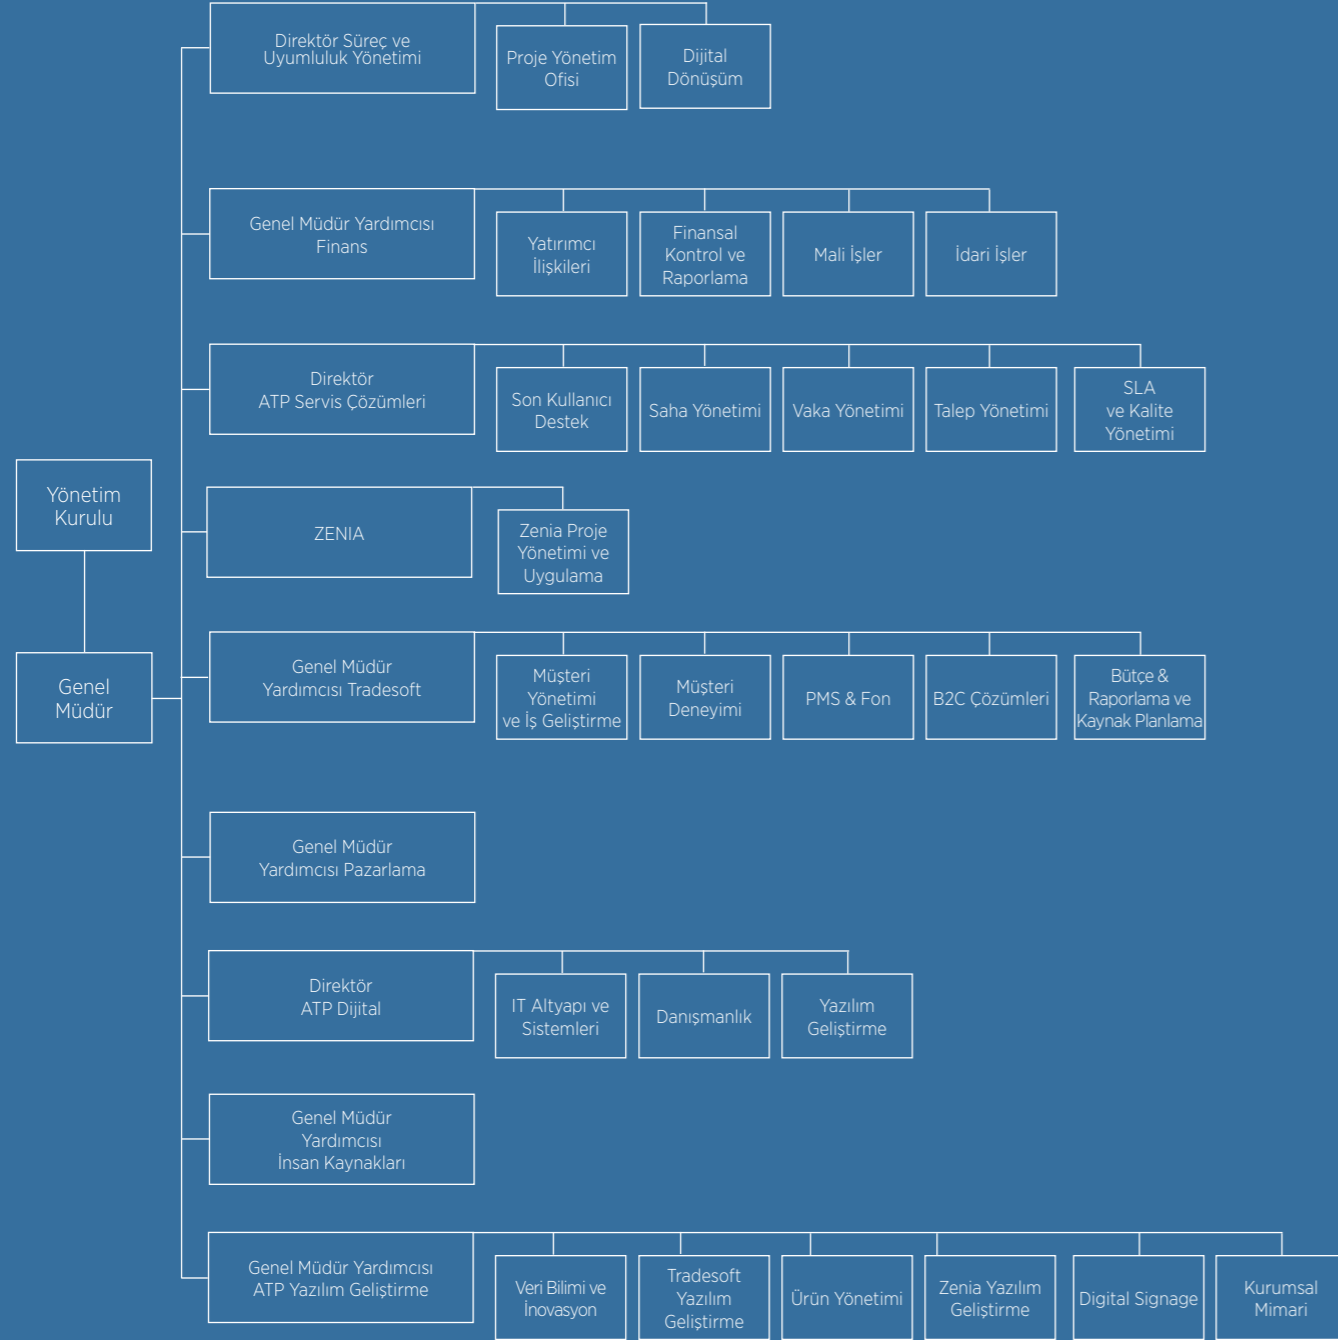 Direktör Süreç ve
Uyumluluk Yönetimi
Proje Yönetim
Ofisi
Dijital
Dönüşüm
Genel Müdür Yardımcısı
Finans
Yatırımcı
İlişkileri
Finansal
Kontrol ve
Raporlama
Mali İşler
İdari İşler
Direktör
ATP Servis Çözümleri
Son Kullanıcı
Destek
Saha Yönetimi
Vaka Yönetimi
Talep Yönetimi
SLA
ve Kalite
Yönetimi
Yönetim
Kurulu
ZENIA
Zenia Proje
Yönetimi ve
Uygulama
Genel
Müdür
Genel Müdür
Yardımcısı Tradesoft
Müşteri
Yönetimi
ve İş Geliştirme
Müşteri
Deneyimi
PMS & Fon
B2C Çözümleri
Bütçe &
Raporlama ve
Kaynak Planlama
Genel Müdür
Yardımcısı Pazarlama
Direktör
ATP Dijital
IT Altyapı ve
Sistemleri
Danışmanlık
Yazılım
Geliştirme
Genel Müdür
Yardımcısı
İnsan Kaynakları
Genel Müdür Yardımcısı
ATP Yazılım Geliştirme
Veri Bilimi ve
İnovasyon
Tradesoft
Yazılım
Geliştirme
Ürün Yönetimi
Zenia Yazılım
Geliştirme
Digital Signage
Kurumsal
Mimari